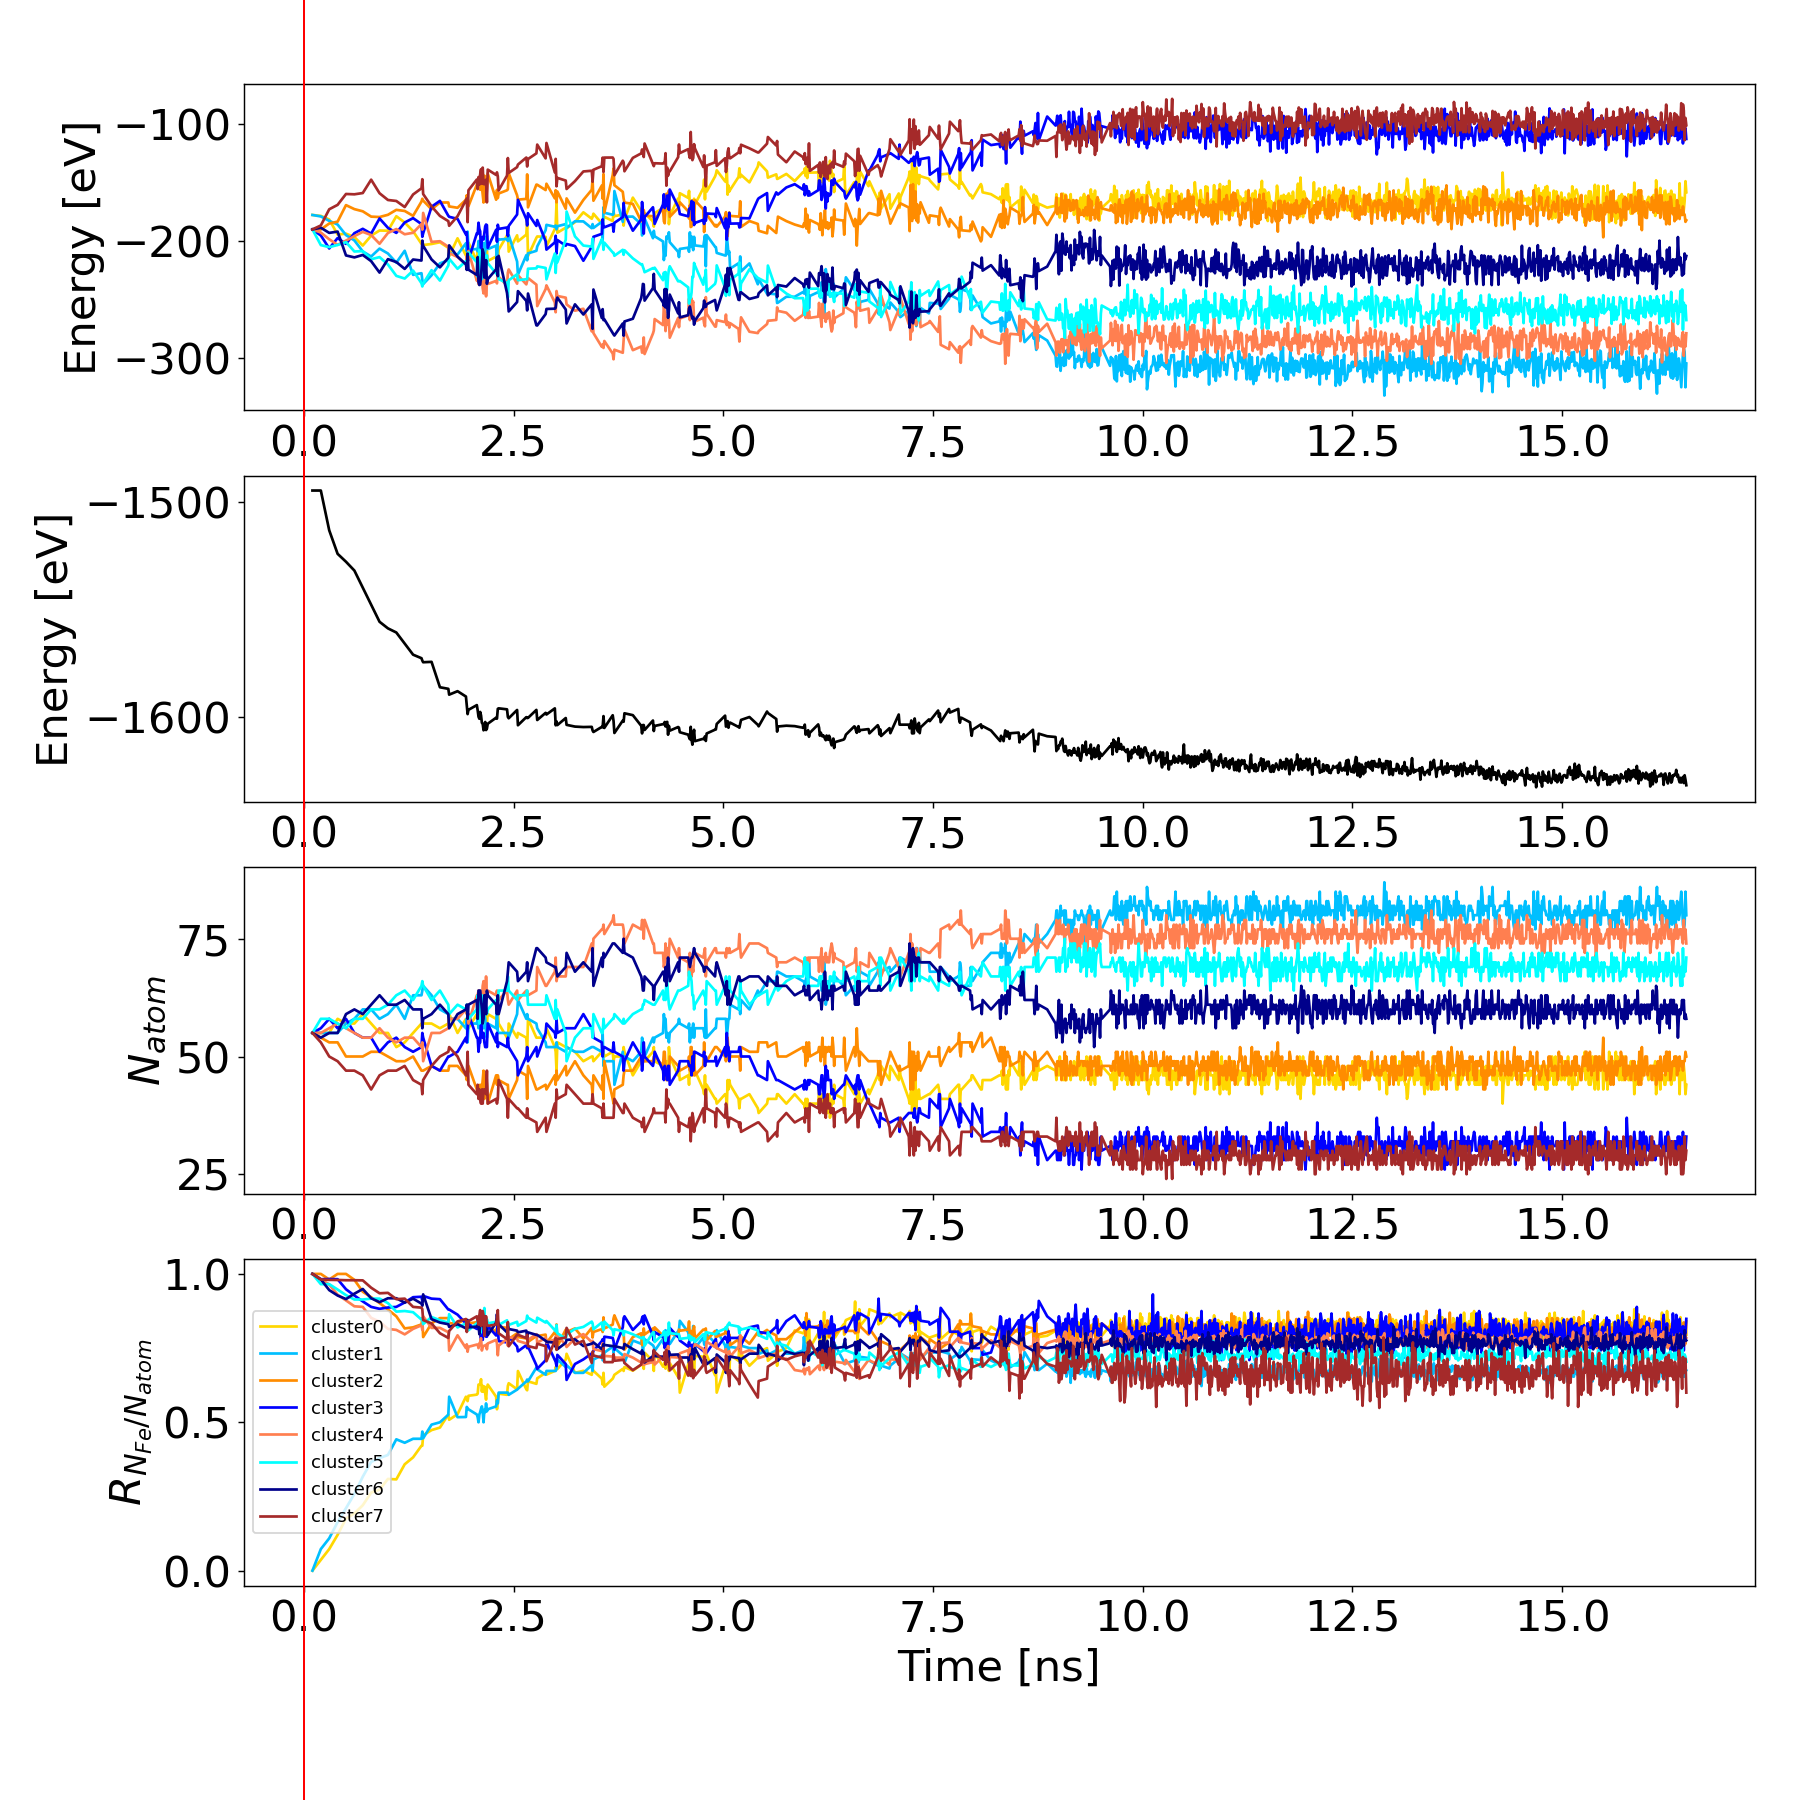 Energy [eV]
−100
−200
−300
0.0 2.5 5.0 7.5 10.0 12.5 15.0
Energy [eV]
−1500
−1600
0.0 2.5 5.0 7.5 10.0 12.5 15.0
N_atom
75
50
25
0.0 2.5 5.0 7.5 10.0 12.5 15.0
R_{N_{Fe}/N_{atom}}
1.0
0.5
0.0
cluster0
cluster1
cluster2
cluster3
cluster4
cluster5
cluster6
cluster7
0.0 2.5 5.0 7.5 10.0 12.5 15.0
Time [ns]